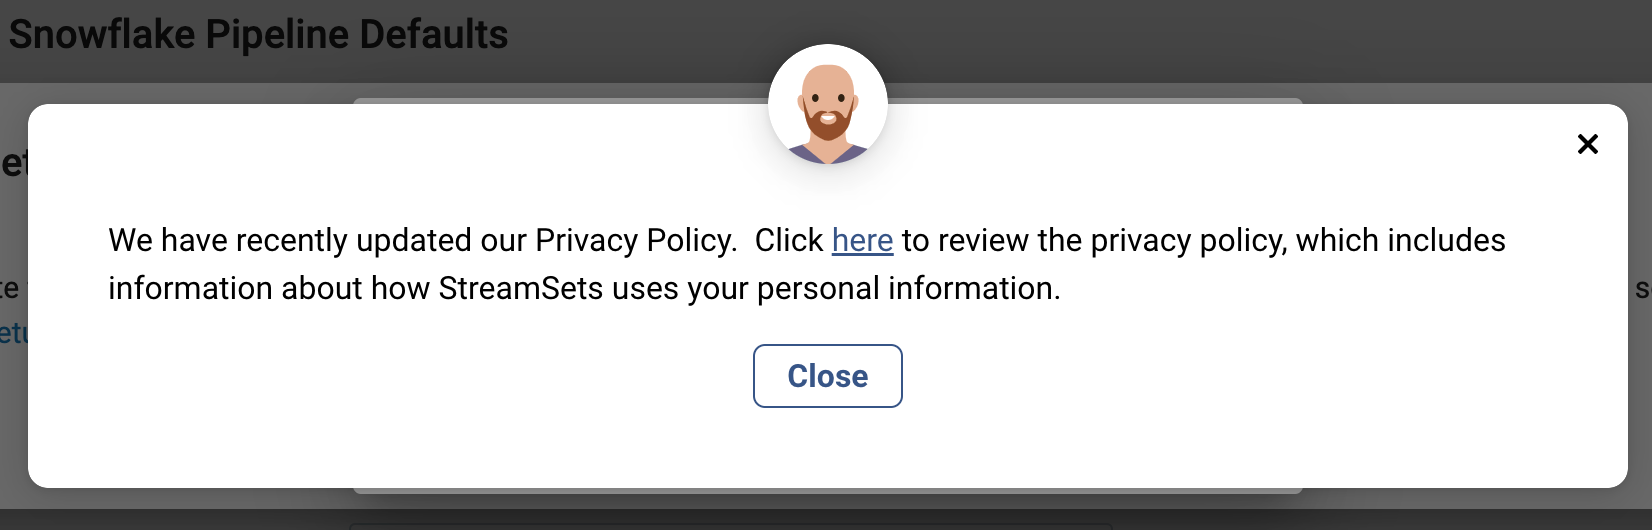 Snowflake Pipeline Defaults
We have recently updated our Privacy Policy.  Click here to review the privacy policy, which includes
information about how StreamSets uses your personal information.
Close